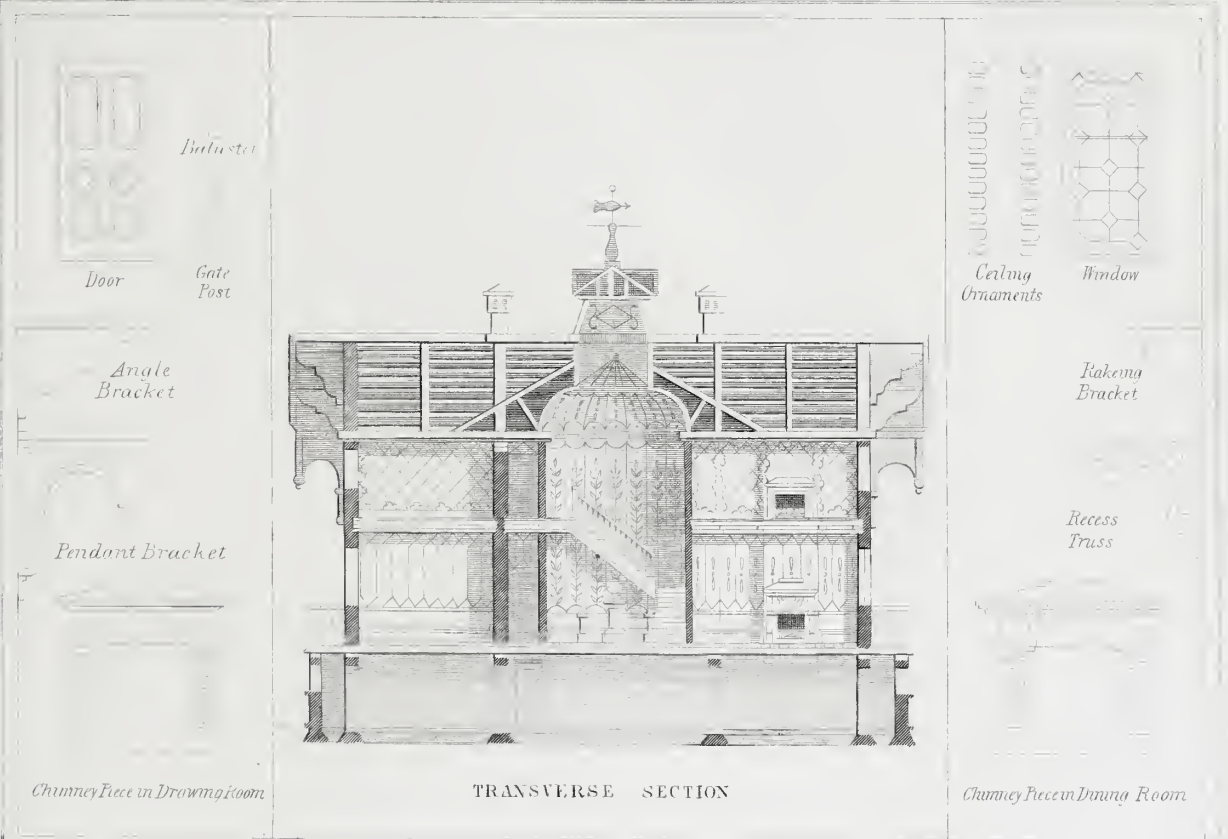 Baluster
Door
Gate
Post
Angle
Bracket
Pendant Bracket
Chimney Piece in Drawing Room
TRANSVERSE SECTION
Ceiling
Ornaments
Window
Rakeing
Bracket
Recess
Truss
Chimney Piece in Dining Room